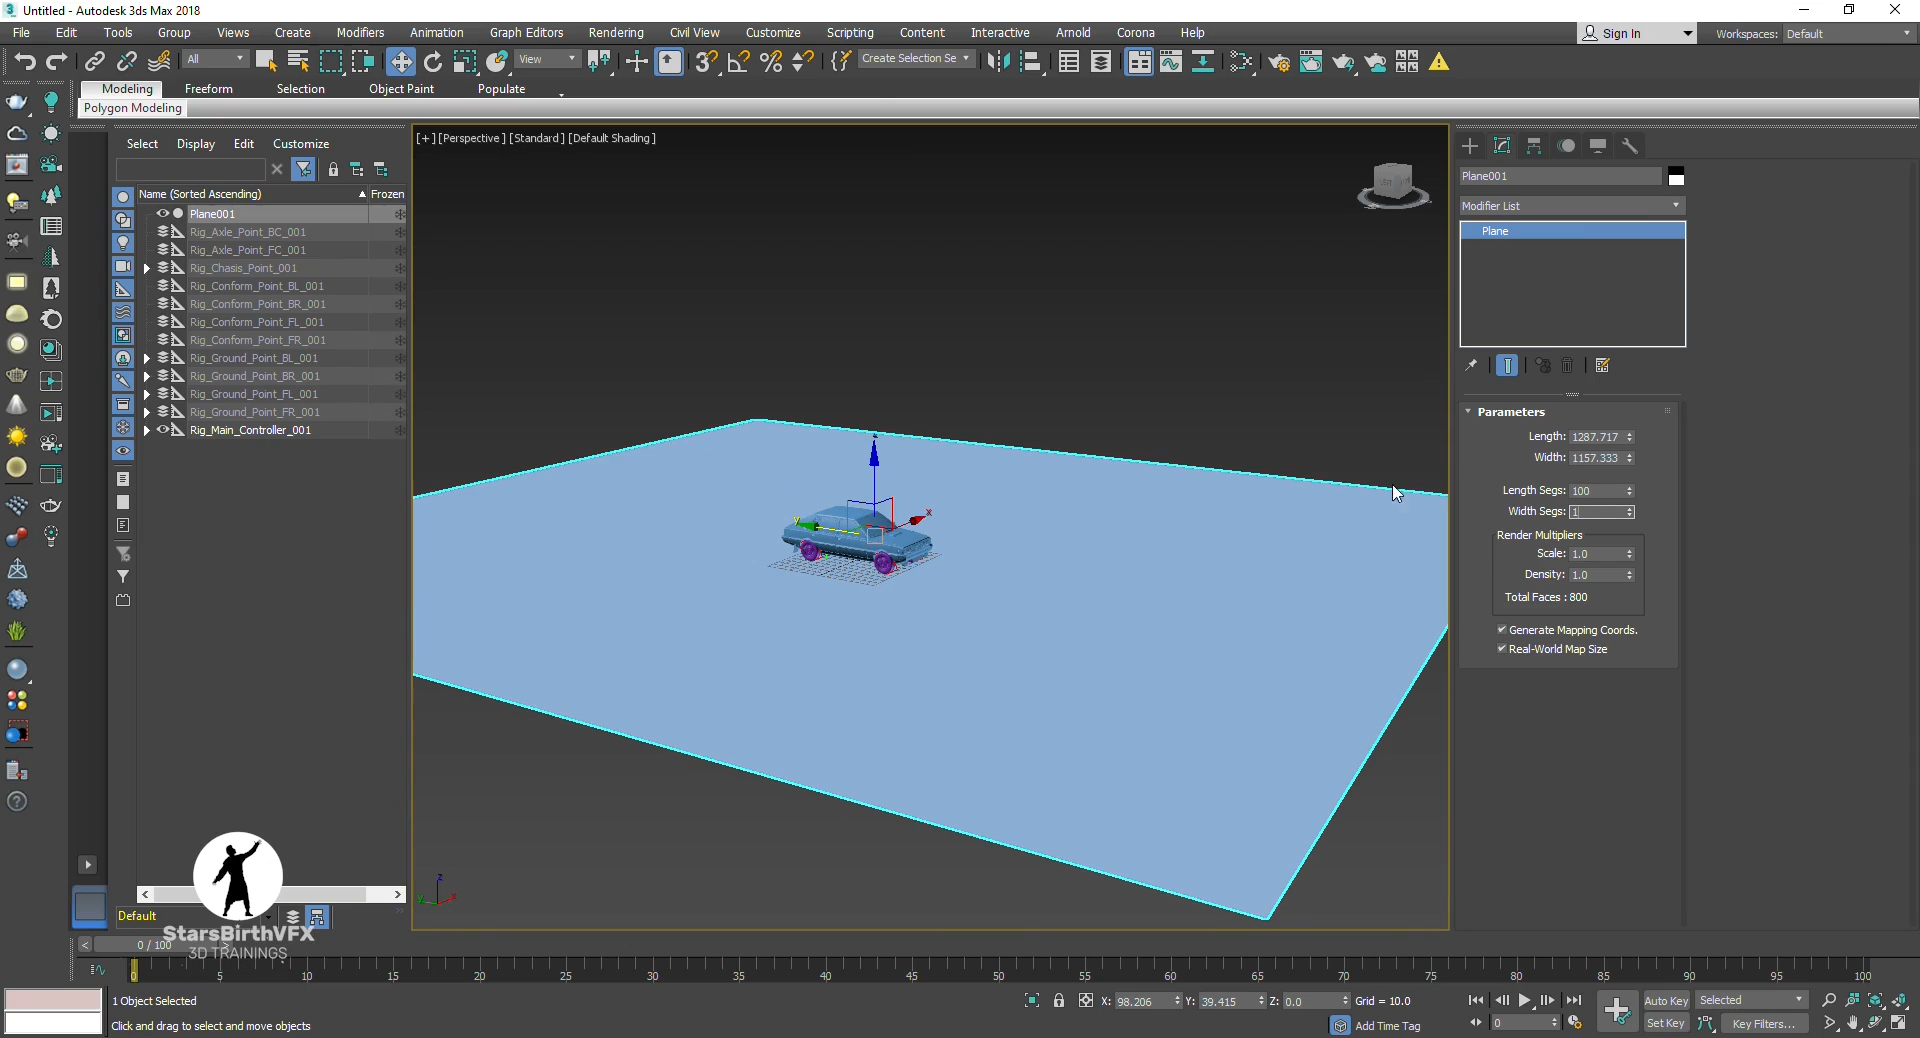 Untitled - Autodesk 3ds Max 2018
File Edit Tools Group Views Create Modifiers Animation Graph Editors Rendering Civil View Customize Scripting Content Interactive Arnold Corona Help
Sign In Workspaces: Default
All View Create Selection Se
Modeling Freeform Selection Object Paint Populate
Polygon Modeling
Select Display Edit Customize
[+] [Perspective] [Standard] [Default Shading]
Name (Sorted Ascending) Frozen
Plane001
Rig_Axle_Point_BC_001
Rig_Axle_Point_FC_001
Rig_Chasis_Point_001
Rig_Conform_Point_BL_001
Rig_Conform_Point_BR_001
Rig_Conform_Point_FL_001
Rig_Conform_Point_FR_001
Rig_Ground_Point_BL_001
Rig_Ground_Point_BR_001
Rig_Ground_Point_FL_001
Rig_Ground_Point_FR_001
Rig_Main_Controller_001
Plane001
Modifier List
Plane
Parameters
Length: 1287.717
Width: 1157.333
Length Segs: 100
Width Segs: 1
Render Multipliers
Scale: 1.0
Density: 1.0
Total Faces : 800
Generate Mapping Coords.
Real-World Map Size
z
y
x
z
y
x
Default
StarsBirthVFX
3D TRAININGS
< 0 / 100 >
0 5 10 15 20 25 30 35 40 45 50 55 60 65 70 75 80 85 90 95 100
1 Object Selected
X: 98.206 Y: 39.415 Z: 0.0 Grid = 10.0
Auto Key Selected
Click and drag to select and move objects
Add Time Tag
0
Set Key Key Filters...